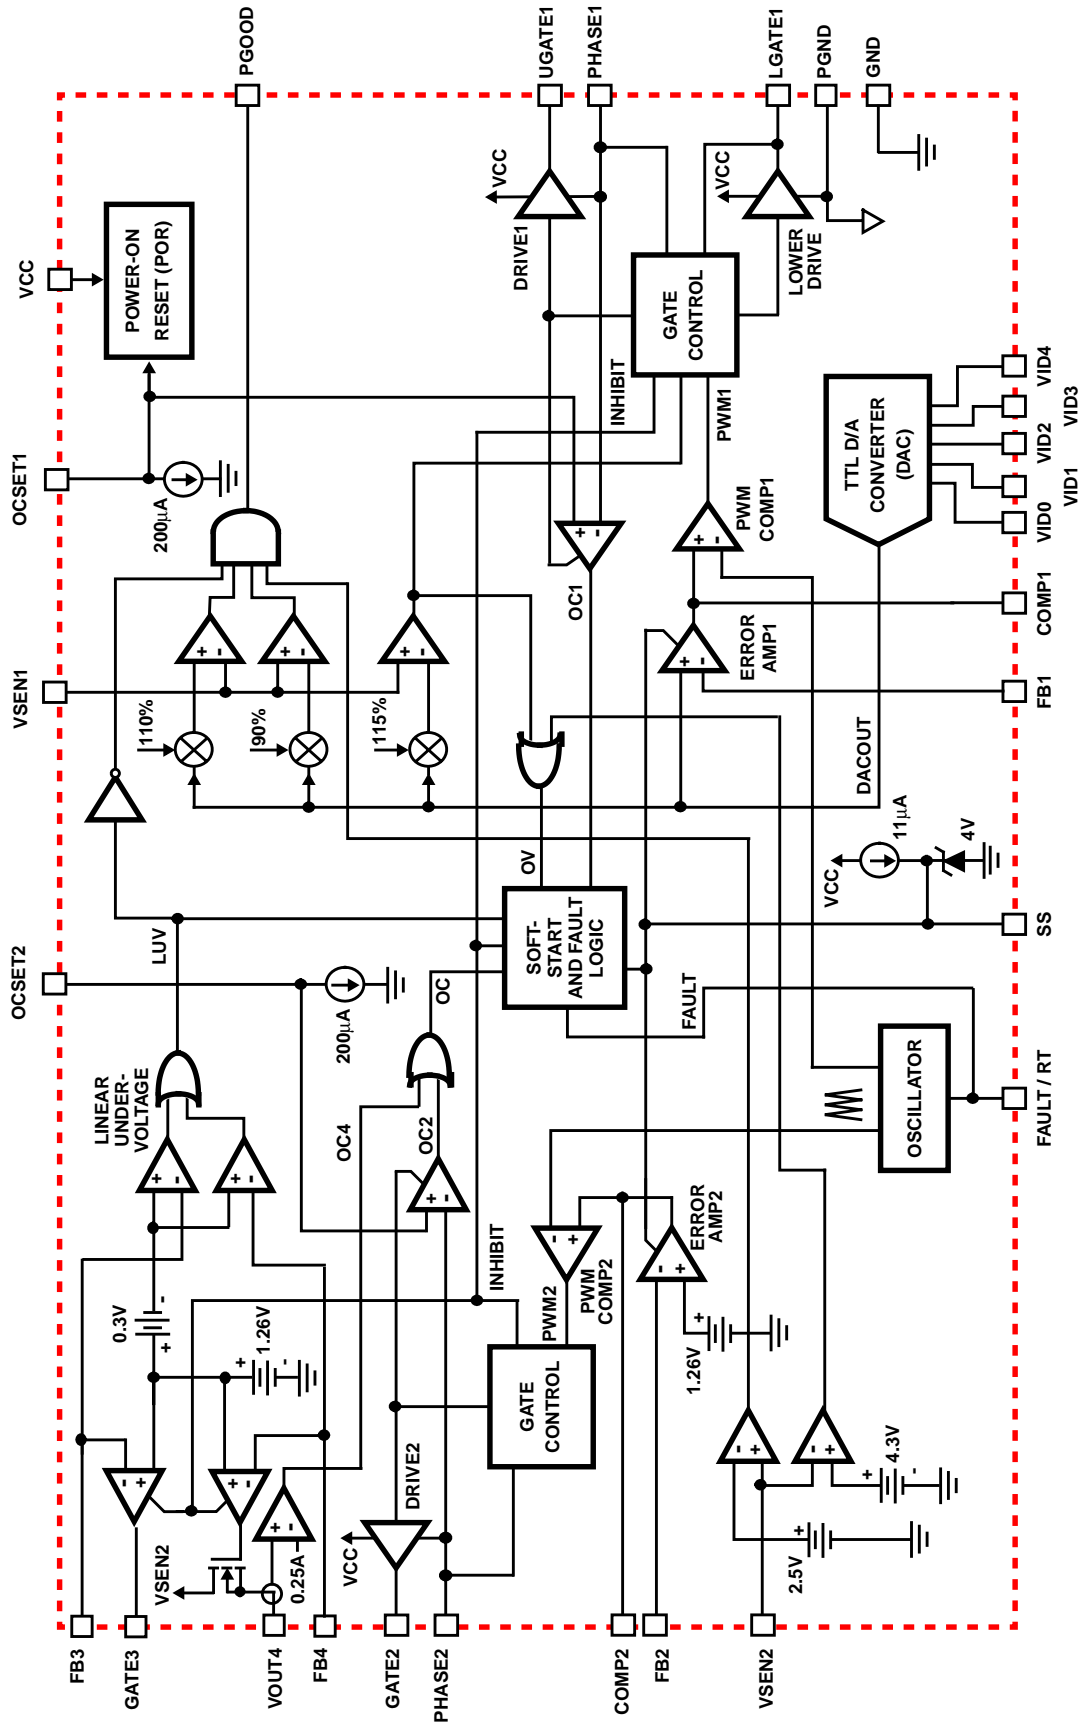 VSEN1
OCSET1
VCC
OCSET2
PGOOD
UGATE1
PHASE1
LGATE1
PGND
GND
FB3
GATE3
VOUT4
FB4
GATE2
PHASE2
COMP2
FB2
VSEN2
FAULT / RT
SS
FB1
COMP1
VID0
VID1
VID2
VID3
VID4
POWER-ON
RESET (POR)
200µA
110%
90%
115%
+
-
+
-
+
-
LUV
LINEAR
UNDER-
VOLTAGE
+
-
+
-
0.3V
+
-
1.26V
+
-
-
+
+
-
VSEN2
0.25A
+
-
OC4
200µA
OC
OC2
+
-
INHIBIT
DRIVE2
VCC
GATE
CONTROL
PWM2
PWM
COMP2
-
+
ERROR
AMP2
-
+
1.26V
+
-
-
+
+
-
2.5V
+
4.3V
+
-
SOFT-
START
AND FAULT
LOGIC
OV
FAULT
OSCILLATOR
VCC
11µA
4V
DACOUT
TTL D/A
CONVERTER
(DAC)
ERROR
AMP1
+
-
PWM
COMP1
+
-
PWM1
OC1
+
-
INHIBIT
GATE
CONTROL
DRIVE1
VCC
LOWER
DRIVE
VCC